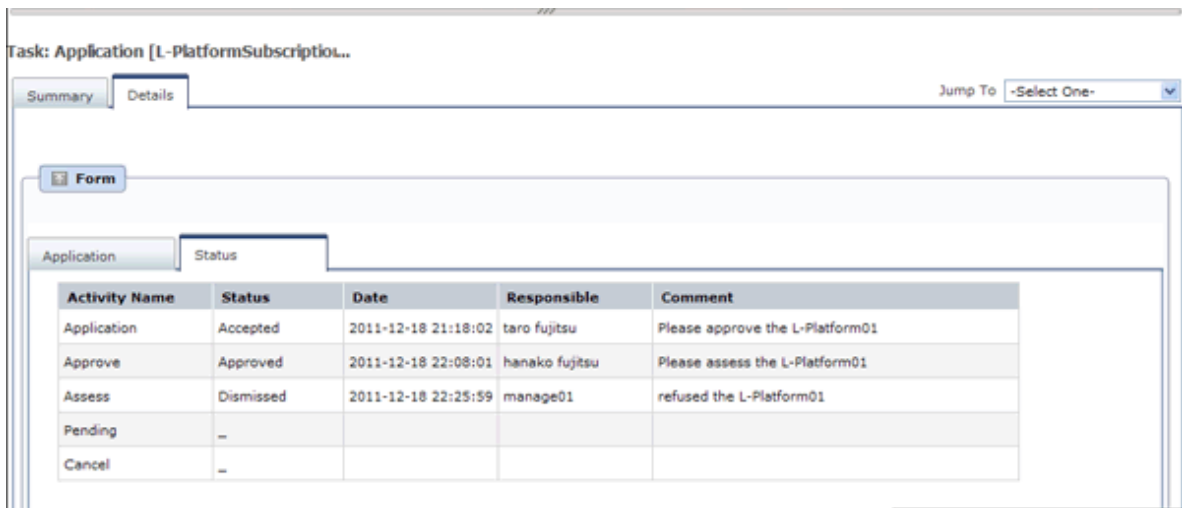 Task: Application [L-PlatformSubscription...
Summary Details Jump To -Select One-
Form
Application Status
Activity Name Status Date Responsible Comment
Application Accepted 2011-12-18 21:18:02 taro fujitsu Please approve the L-Platform01
Approve Approved 2011-12-18 22:08:01 hanako fujitsu Please assess the L-Platform01
Assess Dismissed 2011-12-18 22:25:59 manage01 refused the L-Platform01
Pending _
Cancel _